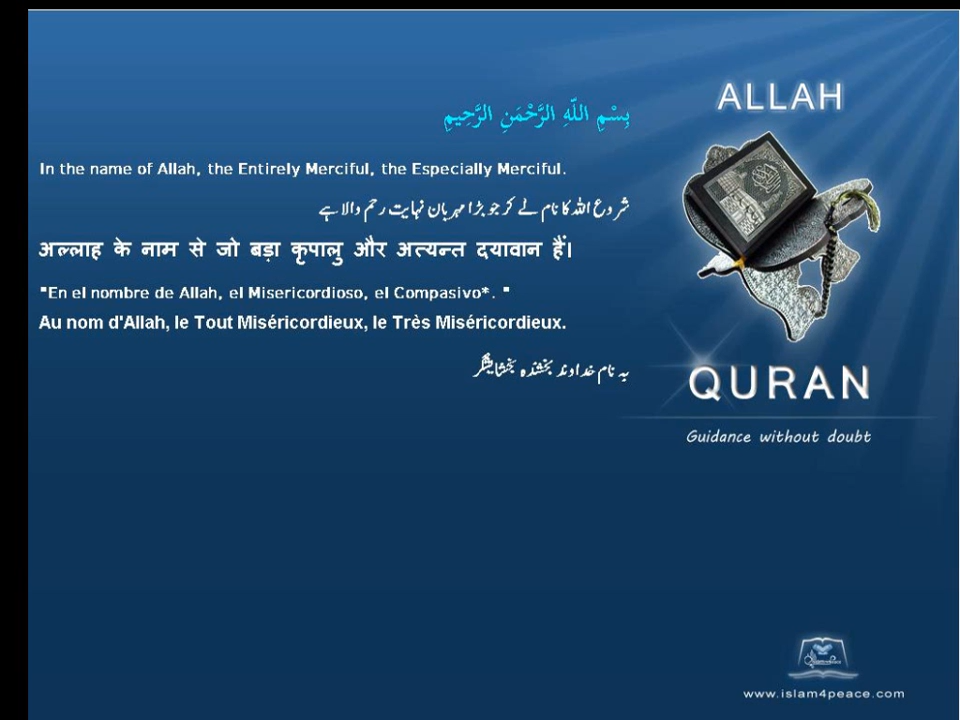 بِسْمِ اللّهِ الرَّحْمَنِ الرَّحِيمِ
In the name of Allah, the Entirely Merciful, the Especially Merciful.
شروع اللہ کا نام لے کر جو بڑا مہربان نہایت رحم والا ہے
अल्लाह के नाम से जो बड़ा कृपालु और अत्यन्त दयावान हैं।
"En el nombre de Allah, el Misericordioso, el Compasivo*. "
Au nom d'Allah, le Tout Miséricordieux, le Très Miséricordieux.
به نام خداوند بخشنده بخشایشگر
ALLAH
QURAN
Guidance without doubt
www.islam4peace.com